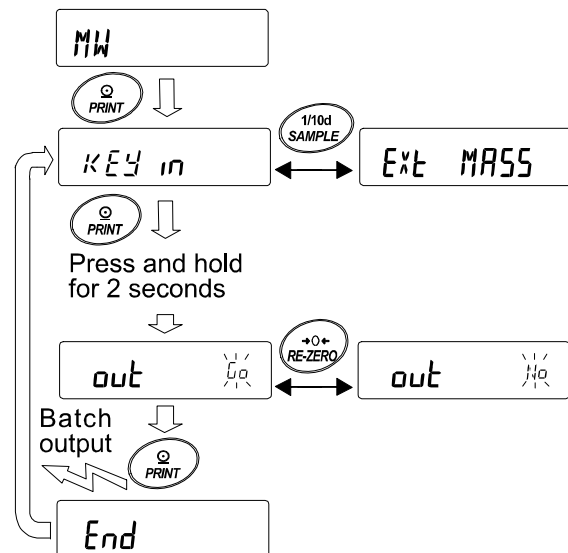 MW
PRINT
1/10d
SAMPLE
KEY in
Ext MASS
PRINT
Press and hold
for 2 seconds
→0←
RE-ZERO
out Go
out No
Batch
output
PRINT
End